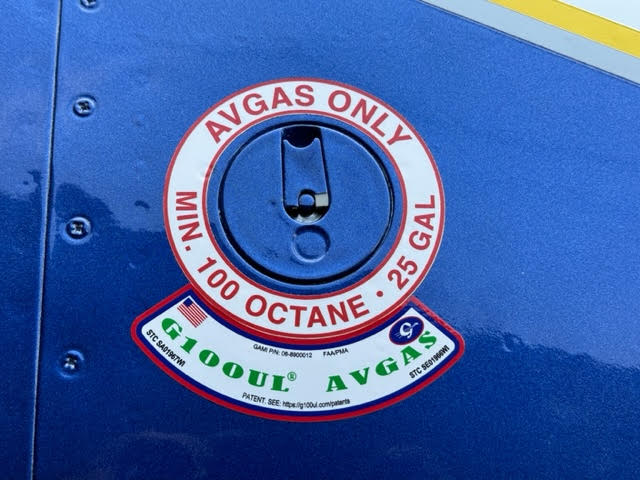 AVGAS ONLY
MIN. 100 OCTANE · 25 GAL
GAMI P/N: 06-8900012 FAA/PMA
STC SA01967WI
G100UL® AVGAS
STC SE01966WI
PATENT. SEE: https://g100ul.com/patents